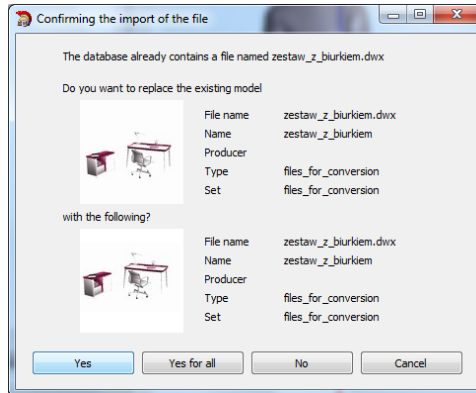 Confirming the import of the file
The database already contains a file named zestaw_z_biurkiem.dwx
Do you want to replace the existing model
File name zestaw_z_biurkiem.dwx
Name zestaw_z_biurkiem
Producer
Type files_for_conversion
Set files_for_conversion
with the following?
File name zestaw_z_biurkiem.dwx
Name zestaw_z_biurkiem
Producer
Type files_for_conversion
Set files_for_conversion
Yes Yes for all No Cancel